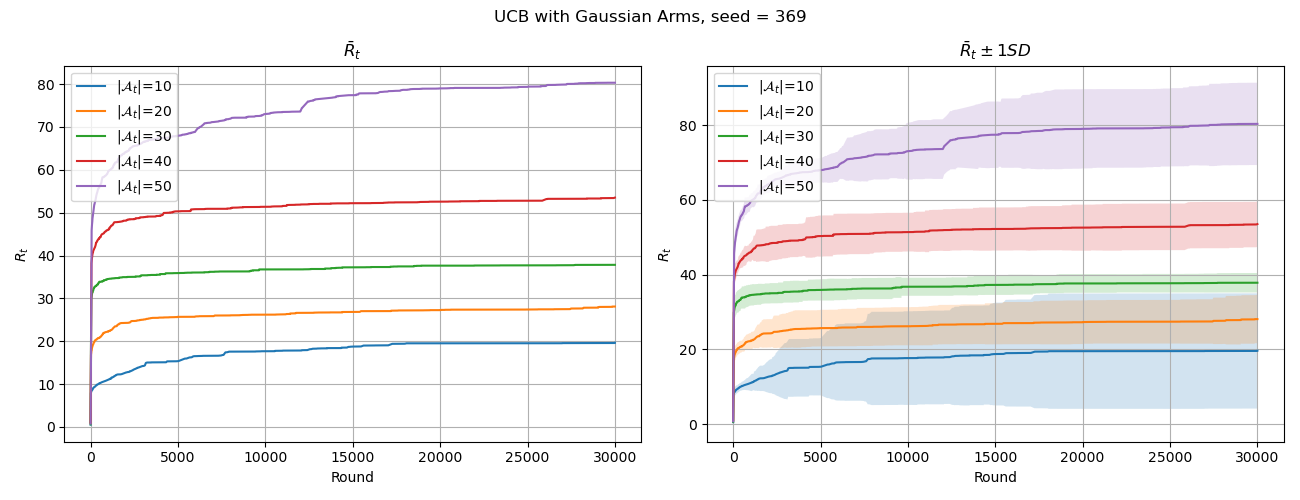 UCB with Gaussian Arms, seed = 369
R̄ₜ
R̄ₜ ± 1SD
|𝒜ₜ|=10
|𝒜ₜ|=20
|𝒜ₜ|=30
|𝒜ₜ|=40
|𝒜ₜ|=50
80
70
60
50
40
30
20
10
0
Rₜ
0 5000 10000 15000 20000 25000 30000
Round
|𝒜ₜ|=10
|𝒜ₜ|=20
|𝒜ₜ|=30
|𝒜ₜ|=40
|𝒜ₜ|=50
80
60
40
20
0
Rₜ
0 5000 10000 15000 20000 25000 30000
Round